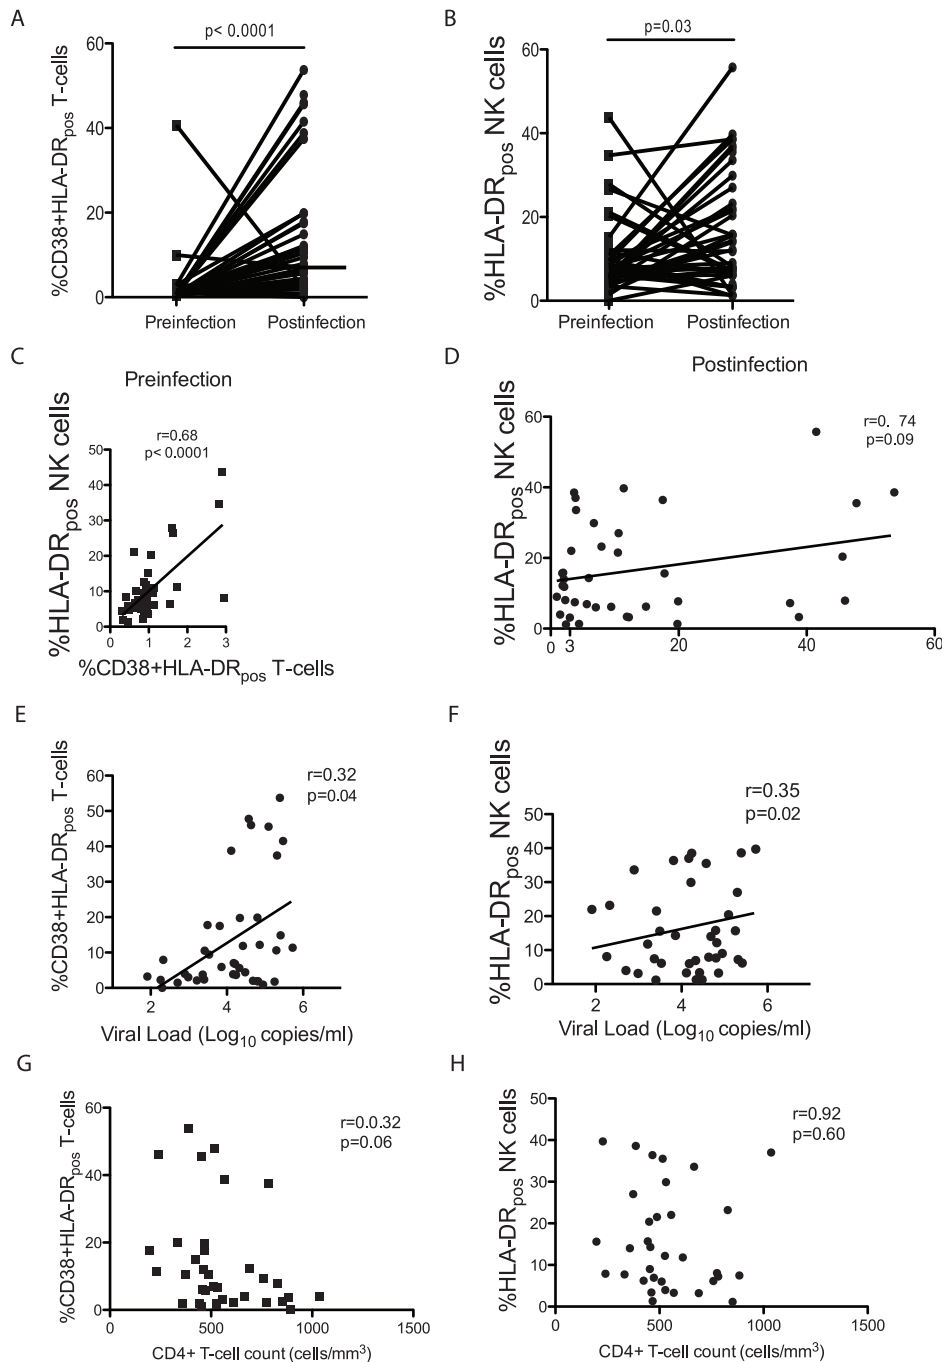 A
p< 0.0001
%CD38+HLA-DRpos T-cells
60
40
20
0
Preinfection
Postinfection
B
p=0.03
%HLA-DRpos NK cells
60
40
20
0
Preinfection
Postinfection
C
Preinfection
%HLA-DRpos NK cells
r=0.68
p< 0.0001
50
40
30
20
10
0
0 1 2 3
%CD38+HLA-DRpos T-cells
D
Postinfection
%HLA-DRpos NK cells
r=0. 74
p=0.09
60
40
20
0
0 3 20 40 60
E
%CD38+HLA-DRpos T-cells
r=0.32
p=0.04
60
50
40
30
20
10
0
2 4 6
Viral Load (Log10 copies/ml)
F
%HLA-DRpos NK cells
r=0.35
p=0.02
50
40
30
20
10
0
2 4 6
Viral Load (Log10 copies/ml)
G
%CD38+HLA-DRpos T-cells
r=0.0.32
p=0.06
60
40
20
0
0 500 1000 1500
CD4+ T-cell count (cells/mm3)
H
%HLA-DRpos NK cells
r=0.92
p=0.60
50
40
30
20
10
0
0 500 1000 1500
CD4+ T-cell count (cells/mm3)